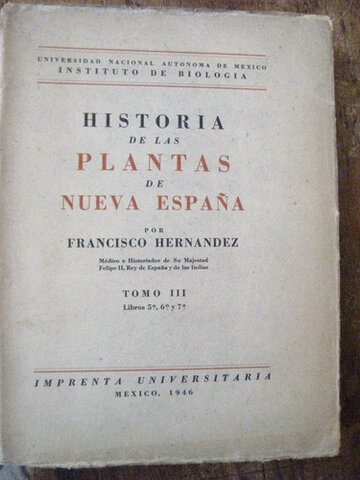 UNIVERSIDAD NACIONAL AUTONOMA DE MEXICO
INSTITUTO DE BIOLOGIA
HISTORIA
DE LAS
PLANTAS
DE
NUEVA ESPAÑA
POR
FRANCISCO HERNANDEZ
Médico e Historiador de Su Majestad
Felipe II, Rey de España y de las Indias
TOMO III
Libros 5º, 6º y 7º
IMPRENTA UNIVERSITARIA
MEXICO, 1946